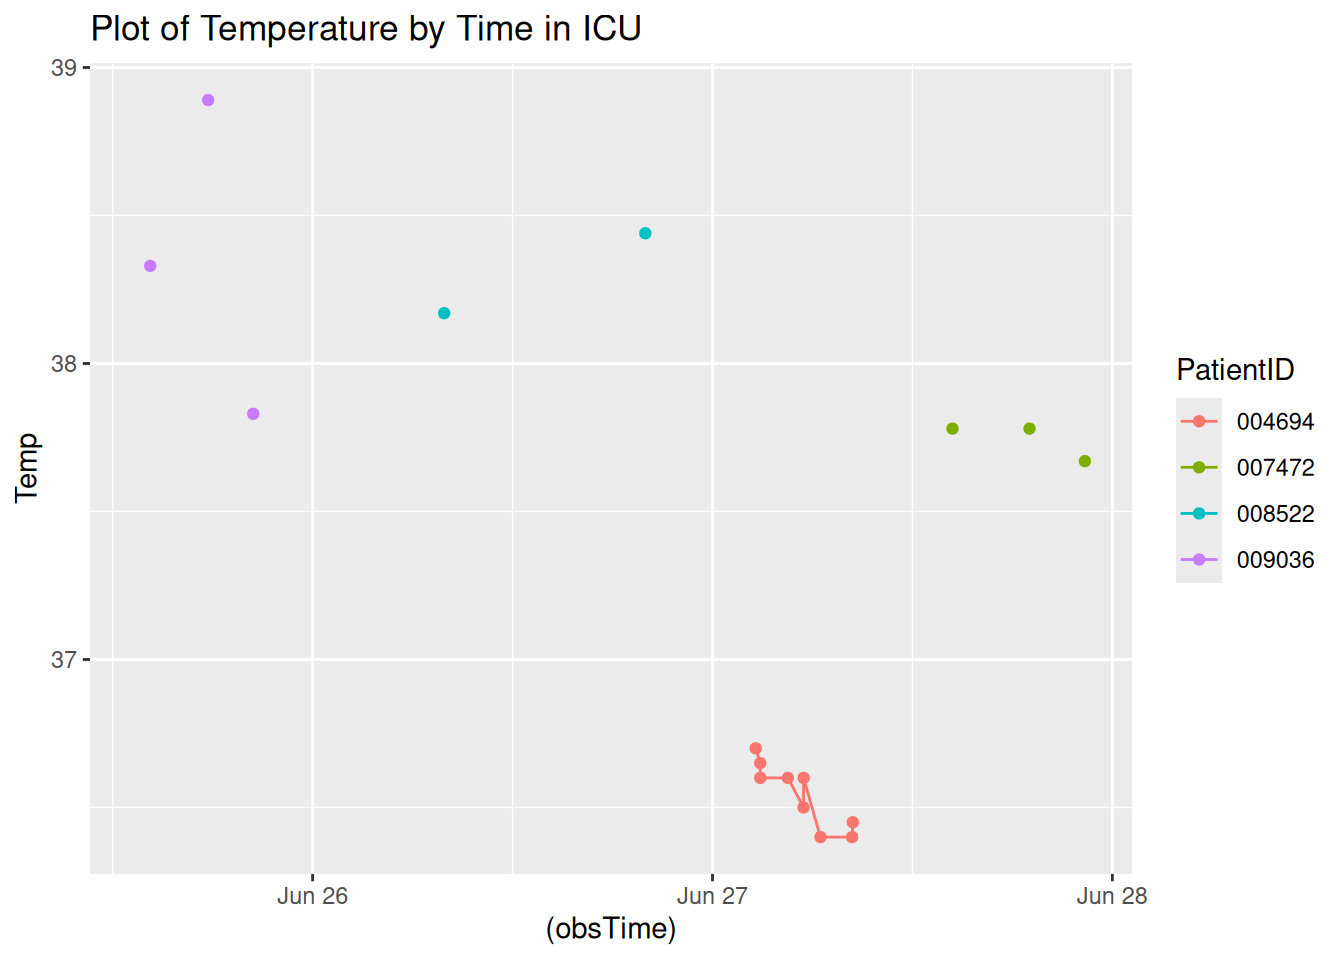 Plot of Temperature by Time in ICU
39
38
37
Temp
Jun 26
Jun 27
Jun 28
(obsTime)
PatientID
004694
007472
008522
009036